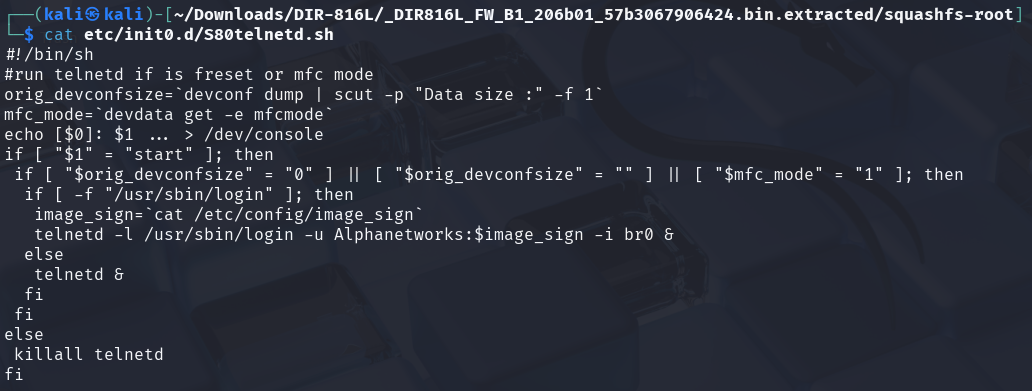 ┌──(kali㉿kali)-[~/Downloads/DIR-816L/_DIR816L_FW_B1_206b01_57b3067906424.bin.extracted/squashfs-root]
└─$ cat etc/init0.d/S80telnetd.sh
#!/bin/sh
#run telnetd if is freset or mfc mode
orig_devconfsize=`devconf dump | scut -p "Data size :" -f 1`
mfc_mode=`devdata get -e mfcmode`
echo [$0]: $1 ... > /dev/console
if [ "$1" = "start" ]; then
 if [ "$orig_devconfsize" = "0" ] || [ "$orig_devconfsize" = "" ] || [ "$mfc_mode" = "1" ]; then
  if [ -f "/usr/sbin/login" ]; then
   image_sign=`cat /etc/config/image_sign`
   telnetd -l /usr/sbin/login -u Alphanetworks:$image_sign -i br0 &
  else
   telnetd &
  fi
 fi
else
 killall telnetd
fi